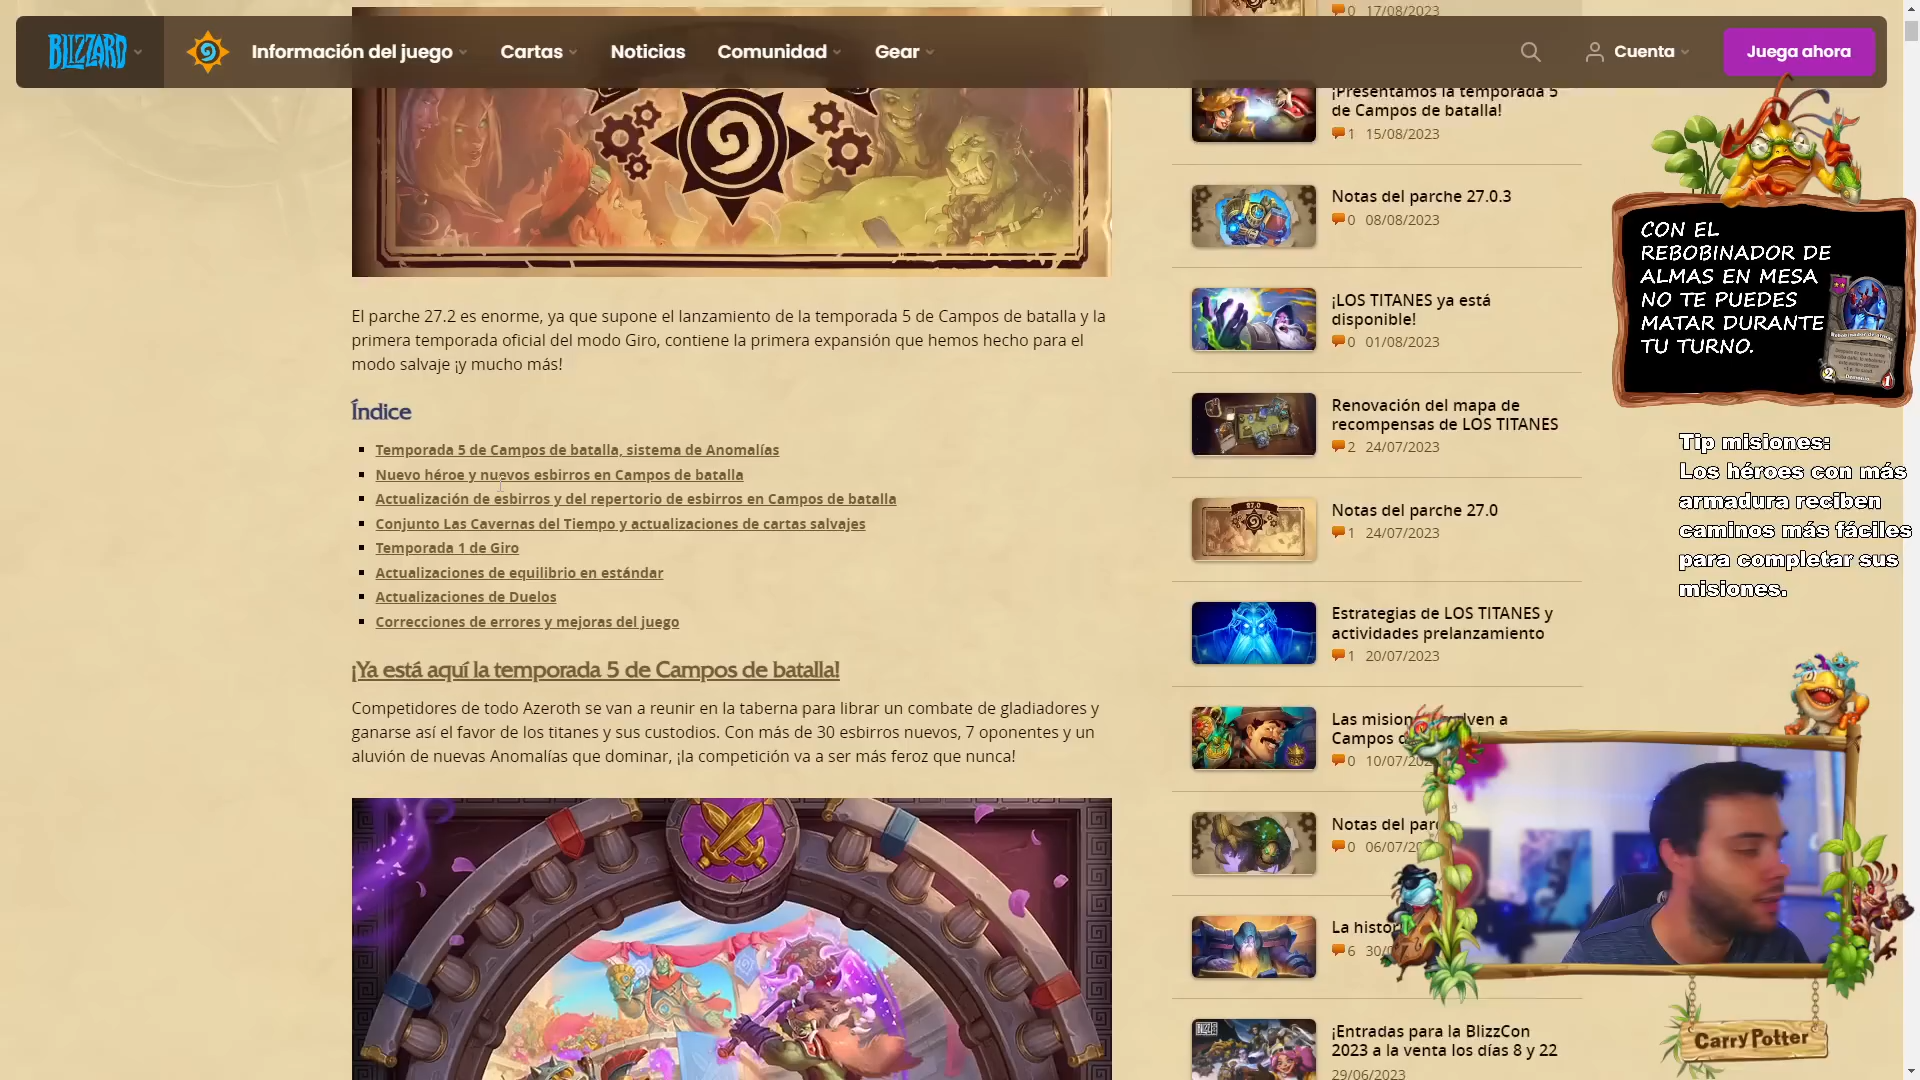 BLIZZARD
Información del juego
Cartas
Noticias
Comunidad
Gear
Cuenta
Juega ahora
El parche 27.2 es enorme, ya que supone el lanzamiento de la temporada 5 de Campos de batalla y la
primera temporada oficial del modo Giro, contiene la primera expansión que hemos hecho para el
modo salvaje ¡y mucho más!
Índice
Temporada 5 de Campos de batalla, sistema de Anomalías
Nuevo héroe y nuevos esbirros en Campos de batalla
Actualización de esbirros y del repertorio de esbirros en Campos de batalla
Conjunto Las Cavernas del Tiempo y actualizaciones de cartas salvajes
Temporada 1 de Giro
Actualizaciones de equilibrio en estándar
Actualizaciones de Duelos
Correcciones de errores y mejoras del juego
¡Ya está aquí la temporada 5 de Campos de batalla!
Competidores de todo Azeroth se van a reunir en la taberna para librar un combate de gladiadores y
ganarse así el favor de los titanes y sus custodios. Con más de 30 esbirros nuevos, 7 oponentes y un
aluvión de nuevas Anomalías que dominar, ¡la competición va a ser más feroz que nunca!
0 17/08/2023
¡Presentamos la temporada 5
de Campos de batalla!
1 15/08/2023
Notas del parche 27.0.3
0 08/08/2023
¡LOS TITANES ya está
disponible!
0 01/08/2023
Renovación del mapa de
recompensas de LOS TITANES
2 24/07/2023
Notas del parche 27.0
1 24/07/2023
Estrategias de LOS TITANES y
actividades prelanzamiento
1 20/07/2023
Las mision
lven a
Campos
0 10/07/202
Notas del par
0 06/07/20
La histor
6 30/
¡Entradas para la BlizzCon
2023 a la venta los días 8 y 22
29/06/2023
CON EL
REBOBINADOR DE
ALMAS EN MESA
NO TE PUEDES
MATAR DURANTE
TU TURNO.
2
1
Tip misiones:
Los héroes con más
armadura reciben
caminos más fáciles
para completar sus
misiones.
CarryPotter